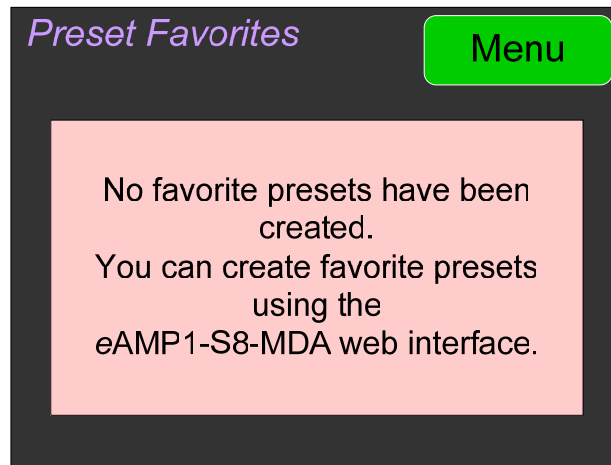 Preset Favorites
Menu
No favorite presets have been
created.
You can create favorite presets
using the
eAMP1-S8-MDA web interface.